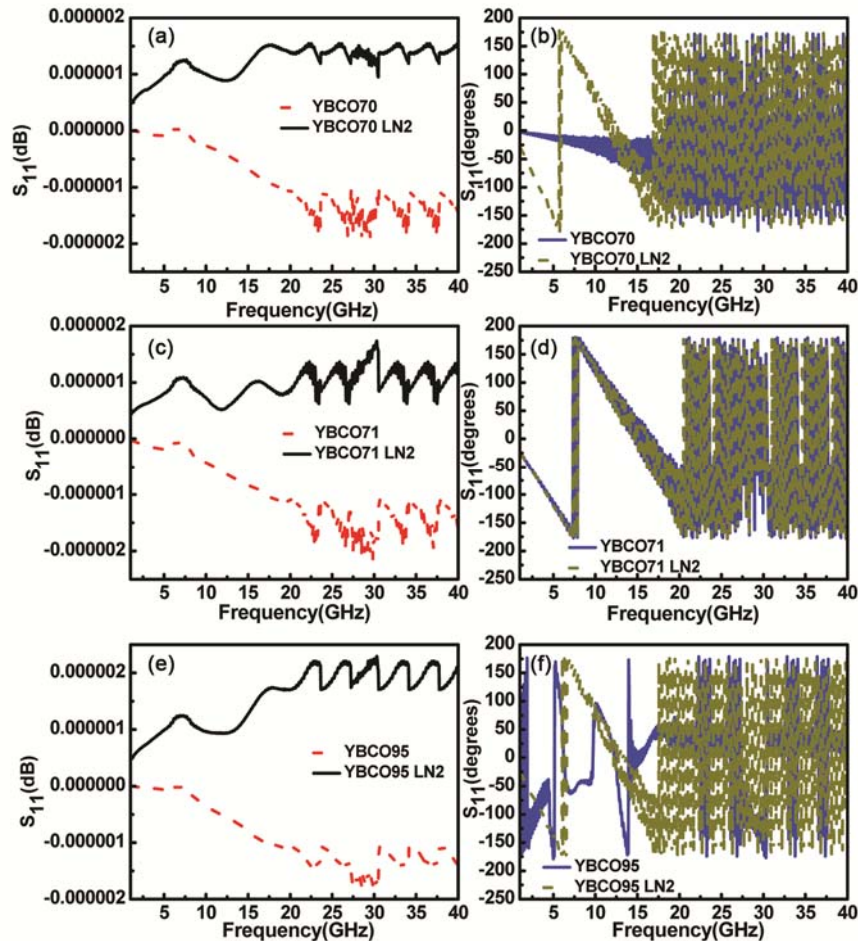 (a)
S11(dB)
0.000002
0.000001
0.000000
-0.000001
-0.000002
YBCO70
YBCO70 LN2
5 10 15 20 25 30 35 40
Frequency(GHz)
(b)
S11(degrees)
200
150
100
50
0
-50
-100
-150
-200
-250
YBCO70
YBCO70 LN2
5 10 15 20 25 30 35 40
Frequency(GHz)
(c)
S11(dB)
0.000002
0.000001
0.000000
-0.000001
-0.000002
YBCO71
YBCO71 LN2
5 10 15 20 25 30 35 40
Frequency(GHz)
(d)
S11(degrees)
200
150
100
50
0
-50
-100
-150
-200
-250
YBCO71
YBCO71 LN2
5 10 15 20 25 30 35 40
Frequency(GHz)
(e)
S11(dB)
0.000002
0.000001
0.000000
-0.000001
-0.000002
YBCO95
YBCO95 LN2
5 10 15 20 25 30 35 40
Frequency(GHz)
(f)
S11(degrees)
200
150
100
50
0
-50
-100
-150
-200
-250
YBCO95
YBCO95 LN2
5 10 15 20 25 30 35 40
Frequency(GHz)